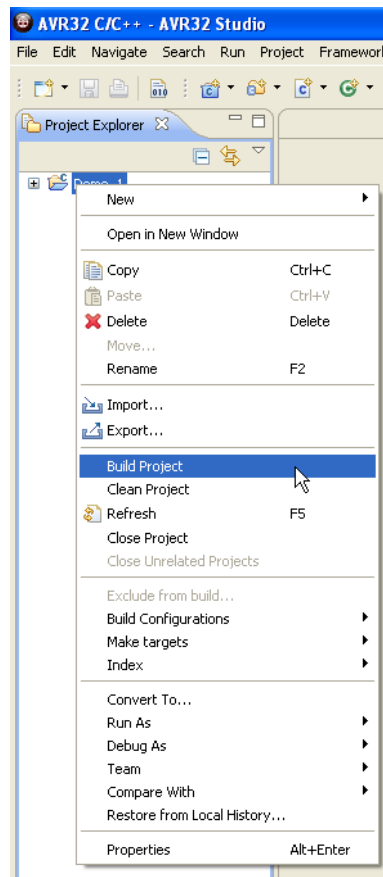 AVR32 C/C++ - AVR32 Studio
File Edit Navigate Search Run Project Framewor
010 C C C
Project Explorer
New
Open in New Window
Copy Ctrl+C
Paste Ctrl+V
Delete Delete
Move...
Rename F2
Import...
Export...
Build Project
Clean Project
Refresh F5
Close Project
Close Unrelated Projects
Exclude from build...
Build Configurations
Make targets
Index
Convert To...
Run As
Debug As
Team
Compare With
Restore from Local History...
Properties Alt+Enter